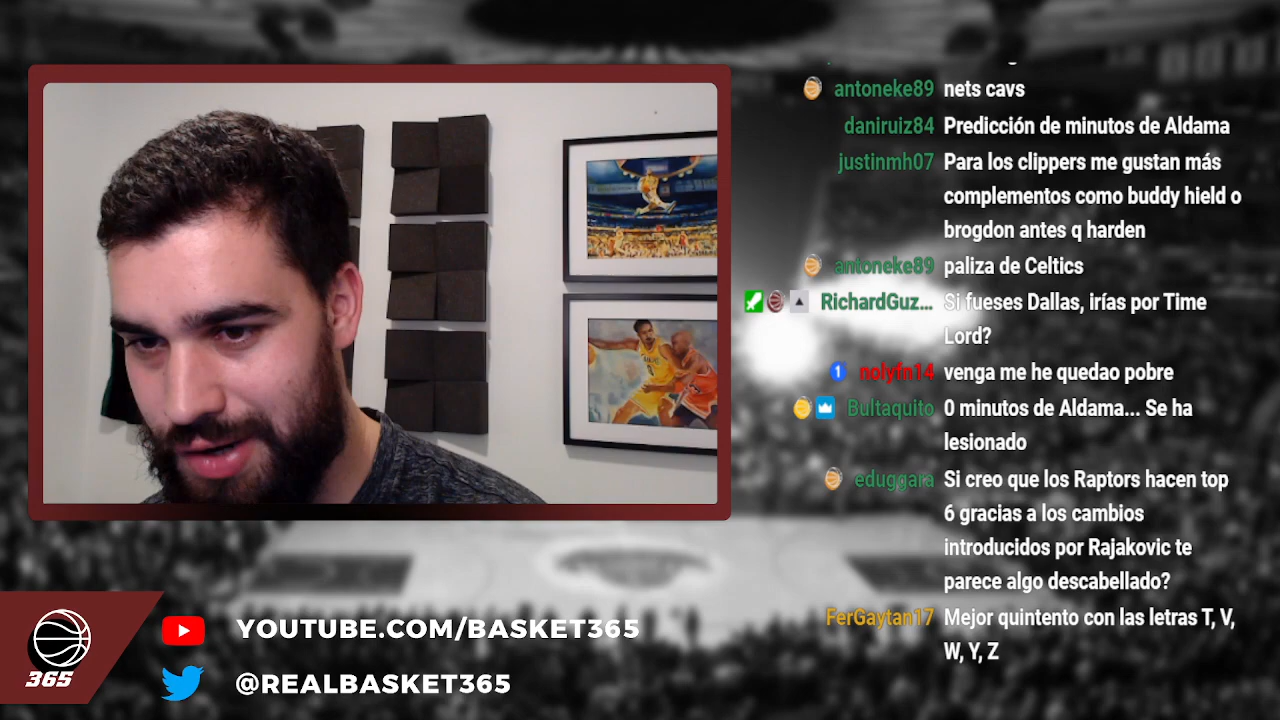 antoneke89 nets cavs
daniruiz84 Predicción de minutos de Aldama
justinmh07 Para los clippers me gustan más
complementos como buddy hield o
brogdon antes q harden
antoneke89 paliza de Celtics
RichardGuz... Si fueses Dallas, irías por Time
Lord?
1 nolyfn14 venga me he quedao pobre
Bultaquito 0 minutos de Aldama... Se ha
lesionado
eduggara Si creo que los Raptors hacen top
6 gracias a los cambios
introducidos por Rajakovic te
parece algo descabellado?
FerGaytan17 Mejor quintento con las letras T, V,
W, Y, Z
YOUTUBE.COM/BASKET365
365
@REALBASKET365